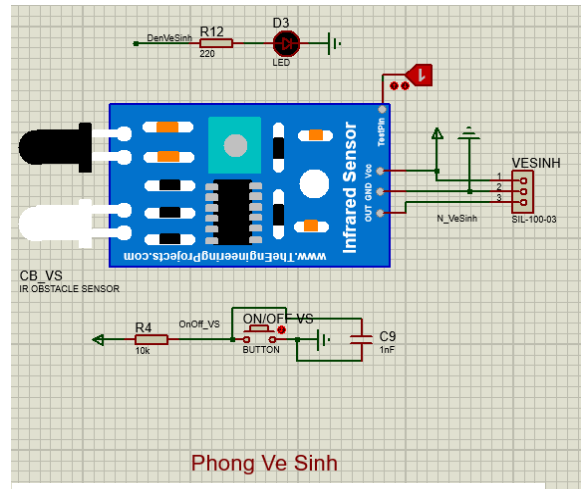 D3
R12
DenVeSinh
220
LED
1
TestPin
Infrared Sensor
Vcc
GND
OUT
VESINH
1
2
3
N_VeSinh
SIL-100-03
www.TheEngineeringProjects.com
CB_VS
IR OBSTACLE SENSOR
R4
OnOff_VS
ON/OFF VS
C9
10k
BUTTON
1nF
Phong Ve Sinh